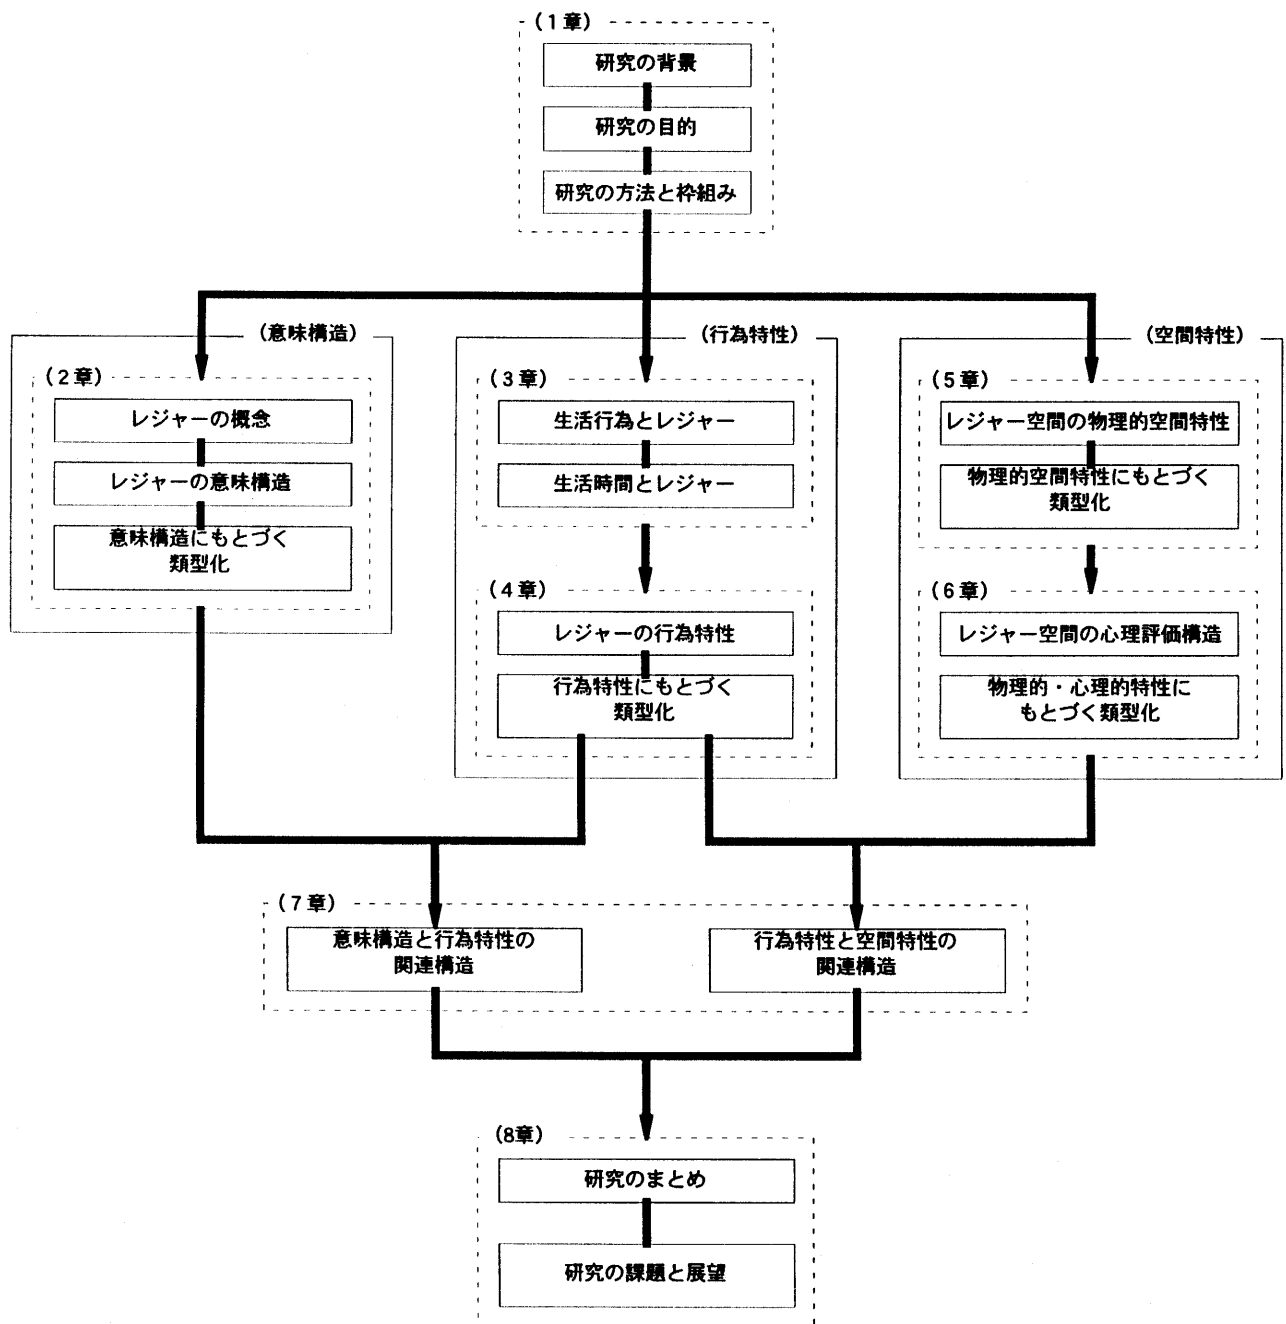 (1章)
研究の背景
研究の目的
研究の方法と枠組み
(意味構造)
(2章)
レジャーの概念
レジャーの意味構造
意味構造にもとづく
類型化
(行為特性)
(3章)
生活行為とレジャー
生活時間とレジャー
(4章)
レジャーの行為特性
行為特性にもとづく
類型化
(空間特性)
(5章)
レジャー空間の物理的空間特性
物理的空間特性にもとづく
類型化
(6章)
レジャー空間の心理評価構造
物理的・心理的特性に
もとづく類型化
(7章)
意味構造と行為特性の
関連構造
行為特性と空間特性の
関連構造
(8章)
研究のまとめ
研究の課題と展望